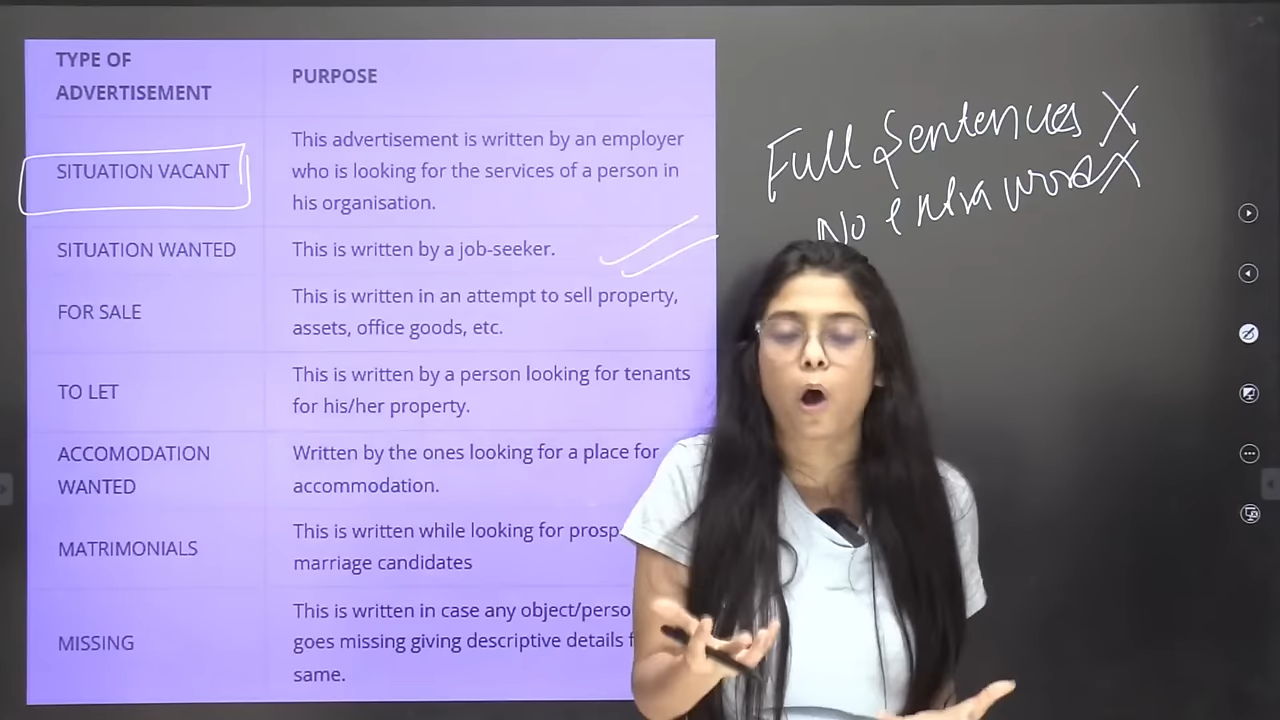 TYPE OF
ADVERTISEMENT
PURPOSE
SITUATION VACANT
This advertisement is written by an employer
who is looking for the services of a person in
his organisation.
SITUATION WANTED
This is written by a job-seeker.
FOR SALE
This is written in an attempt to sell property,
assets, office goods, etc.
TO LET
This is written by a person looking for tenants
for his/her property.
ACCOMODATION
WANTED
Written by the ones looking for a place for
accommodation.
MATRIMONIALS
This is written while looking for
marriage candidates
MISSING
This is written in case any
goes missing giving descriptive details
same.
Full Sentences X
No extra words X